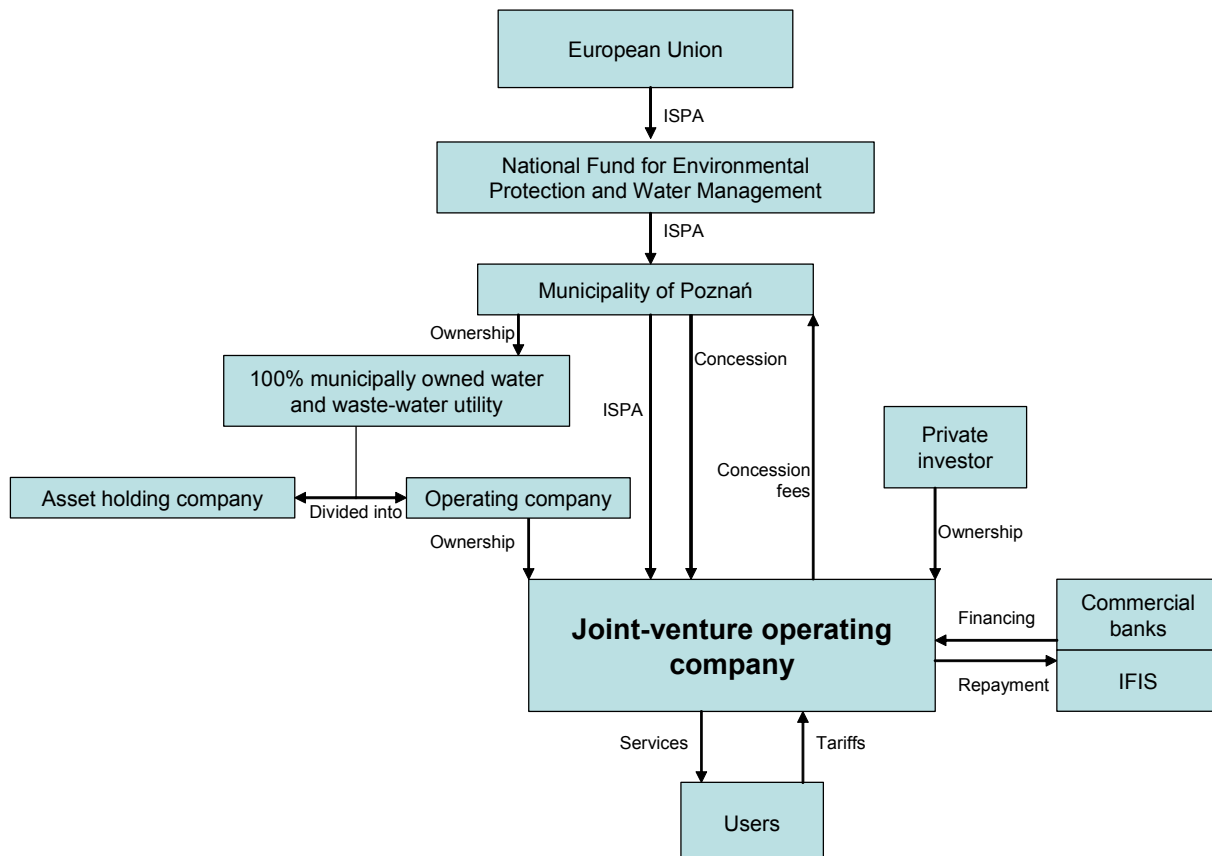 European Union
ISPA
National Fund for Environmental
Protection and Water Management
ISPA
Municipality of Poznań
Ownership
Concession
100% municipally owned water
and waste-water utility
ISPA
Private
investor
Concession
fees
Asset holding company
Divided into
Operating company
Ownership
Ownership
Joint-venture operating
company
Financing
Commercial
banks
Repayment
IFIS
Services
Tariffs
Users